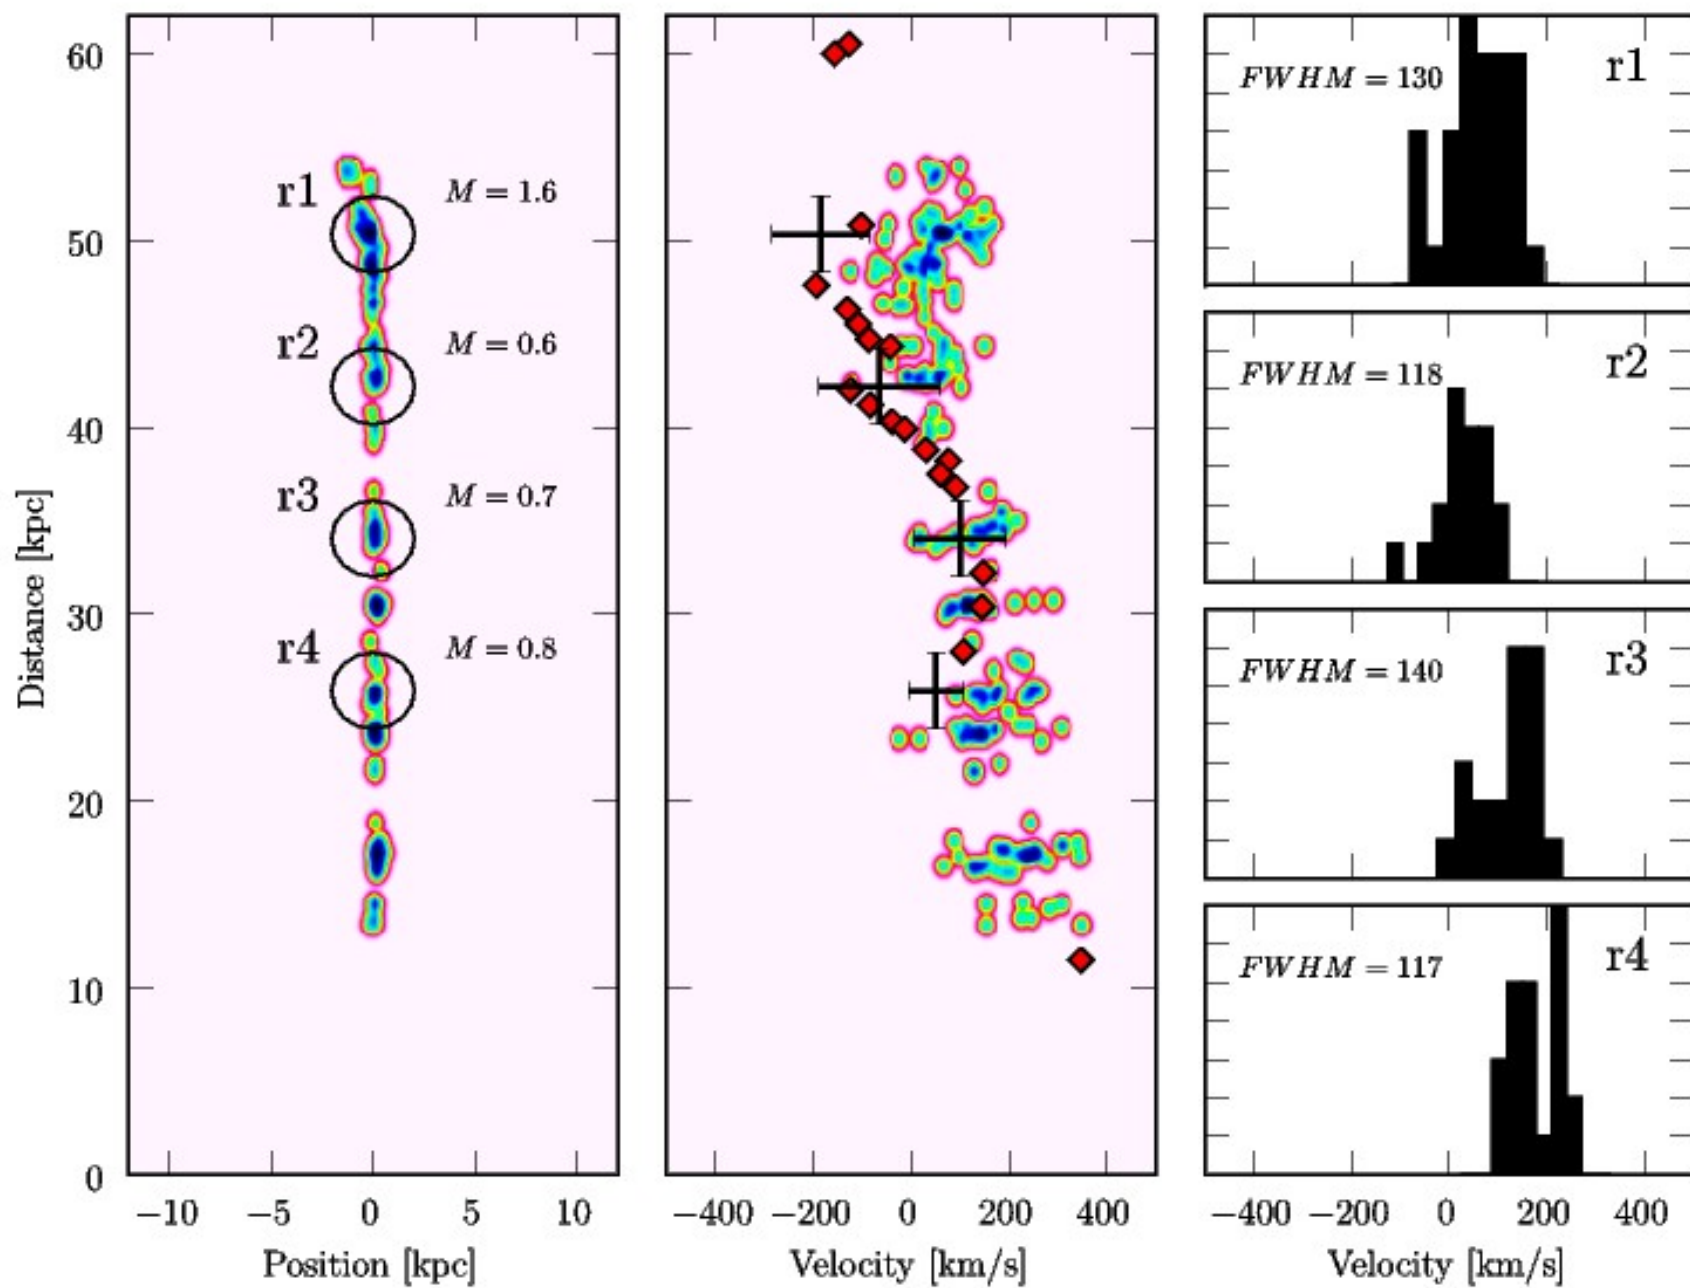 60
50
40
30
20
10
0
Distance [kpc]
r1
M = 1.6
r2
M = 0.6
r3
M = 0.7
r4
M = 0.8
−10 −5 0 5 10
Position [kpc]
−400 −200 0 200 400
Velocity [km/s]
FWHM = 130
r1
FWHM = 118
r2
FWHM = 140
r3
FWHM = 117
r4
−400 −200 0 200 400
Velocity [km/s]